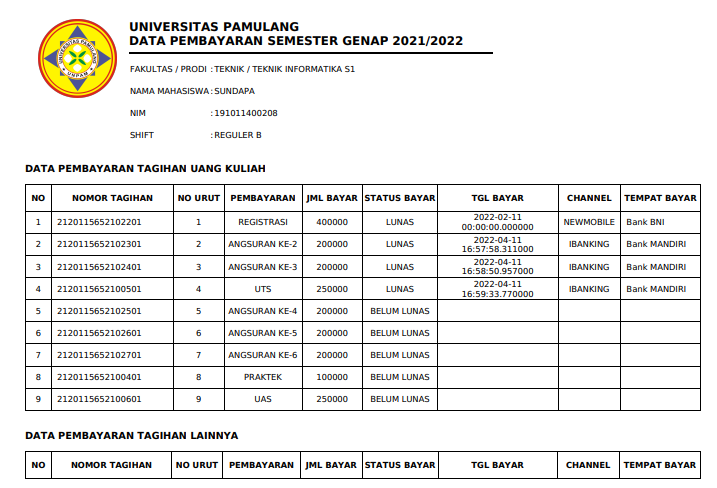 UNIVERSITAS PAMULANG
UNPAM
UNIVERSITAS PAMULANG
DATA PEMBAYARAN SEMESTER GENAP 2021/2022
FAKULTAS / PRODI : TEKNIK / TEKNIK INFORMATIKA S1
NAMA MAHASISWA : SUNDAPA
NIM : 191011400208
SHIFT : REGULER B
DATA PEMBAYARAN TAGIHAN UANG KULIAH
NO NOMOR TAGIHAN NO URUT PEMBAYARAN JML BAYAR STATUS BAYAR TGL BAYAR CHANNEL TEMPAT BAYAR
1 2120115652102201 1 REGISTRASI 400000 LUNAS 2022-02-11 00:00:00.000000 NEWMOBILE Bank BNI
2 2120115652102301 2 ANGSURAN KE-2 200000 LUNAS 2022-04-11 16:57:58.311000 IBANKING Bank MANDIRI
3 2120115652102401 3 ANGSURAN KE-3 200000 LUNAS 2022-04-11 16:58:50.957000 IBANKING Bank MANDIRI
4 2120115652100501 4 UTS 250000 LUNAS 2022-04-11 16:59:33.770000 IBANKING Bank MANDIRI
5 2120115652102501 5 ANGSURAN KE-4 200000 BELUM LUNAS
6 2120115652102601 6 ANGSURAN KE-5 200000 BELUM LUNAS
7 2120115652102701 7 ANGSURAN KE-6 200000 BELUM LUNAS
8 2120115652100401 8 PRAKTEK 100000 BELUM LUNAS
9 2120115652100601 9 UAS 250000 BELUM LUNAS
DATA PEMBAYARAN TAGIHAN LAINNYA
NO NOMOR TAGIHAN NO URUT PEMBAYARAN JML BAYAR STATUS BAYAR TGL BAYAR CHANNEL TEMPAT BAYAR